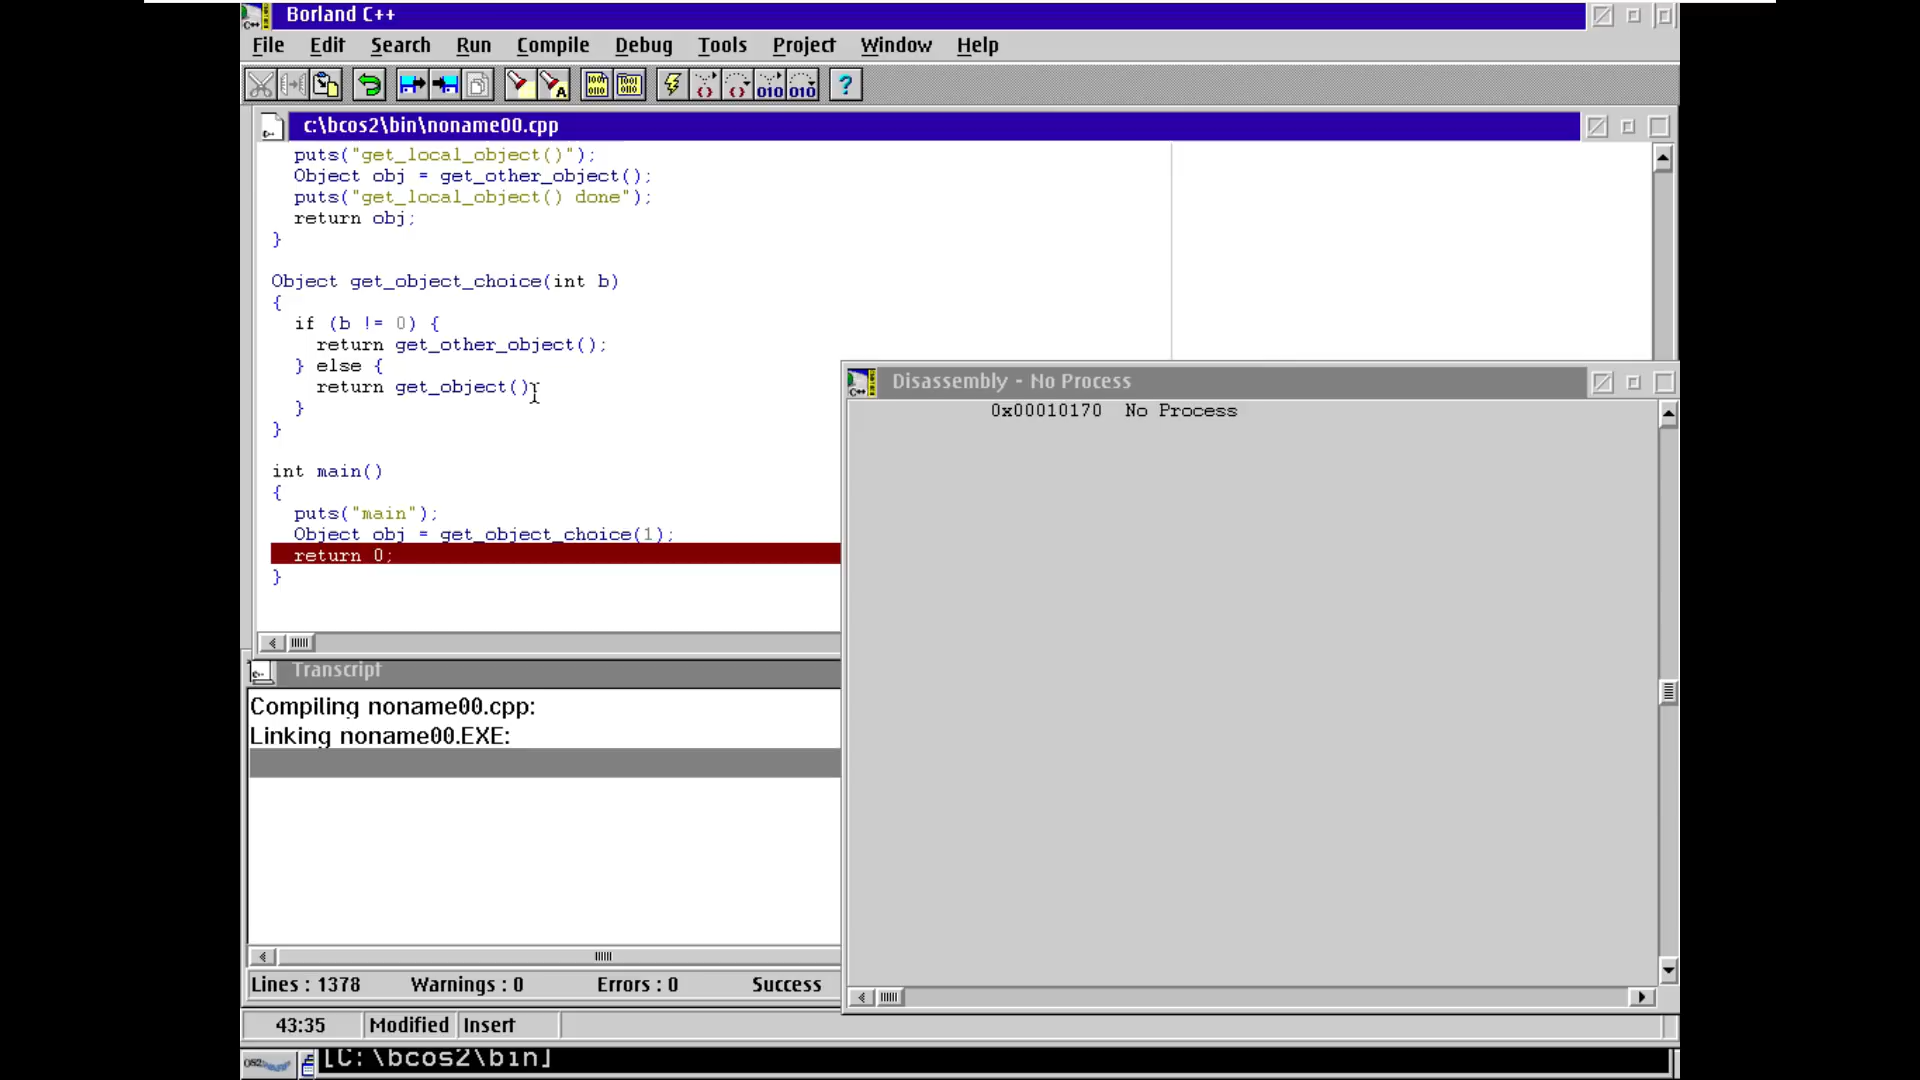 Borland C++
File Edit Search Run Compile Debug Tools Project Window Help
c:\bcos2\bin\noname00.cpp
puts("get_local_object()");
Object obj = get_other_object();
puts("get_local_object() done");
return obj;
}
Object get_object_choice(int b)
{
if (b != 0) {
return get_other_object();
} else {
return get_object()
}
}
int main()
{
puts("main");
Object obj = get_object_choice(1);
return 0;
}
Disassembly - No Process
0x00010170 No Process
Transcript
Compiling noname00.cpp:
Linking noname00.EXE:
Lines : 1378 Warnings : 0 Errors : 0 Success
43:35 Modified Insert
[C:\bcos2\bin]